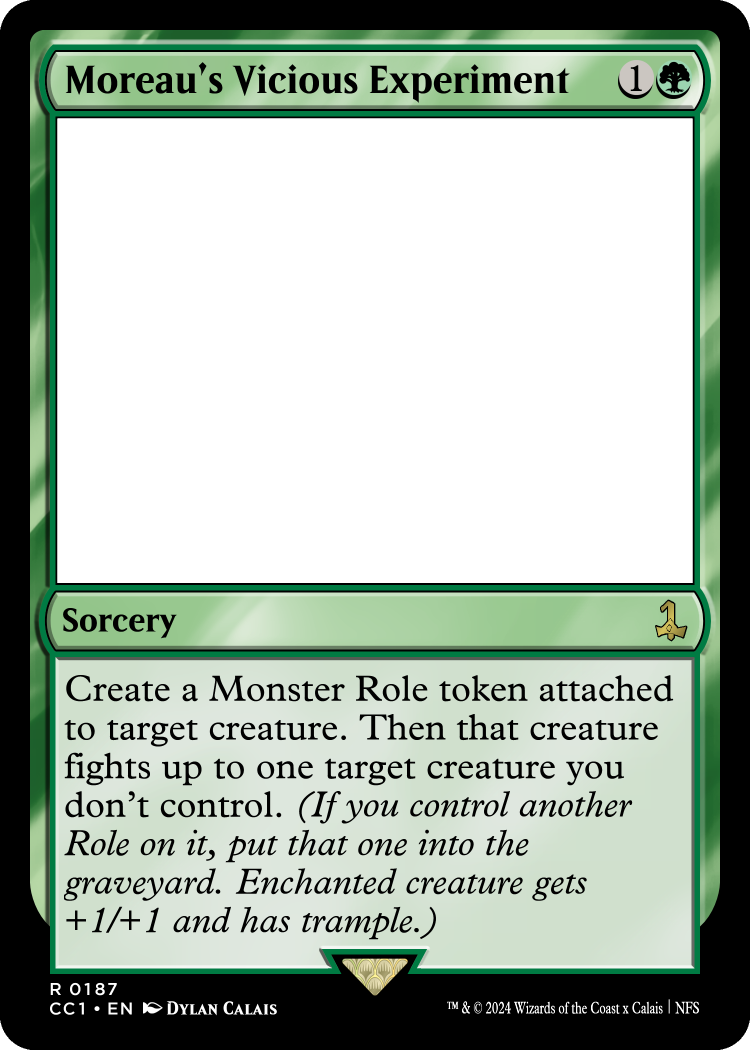 Moreau's Vicious Experiment 1
Sorcery
Create a Monster Role token attached
to target creature. Then that creature
fights up to one target creature you
don't control. (If you control another
Role on it, put that one into the
graveyard. Enchanted creature gets
+1/+1 and has trample.)
R 0187
CC1 • EN DYLAN CALAIS
™ & © 2024 Wizards of the Coast x Calais | NFS